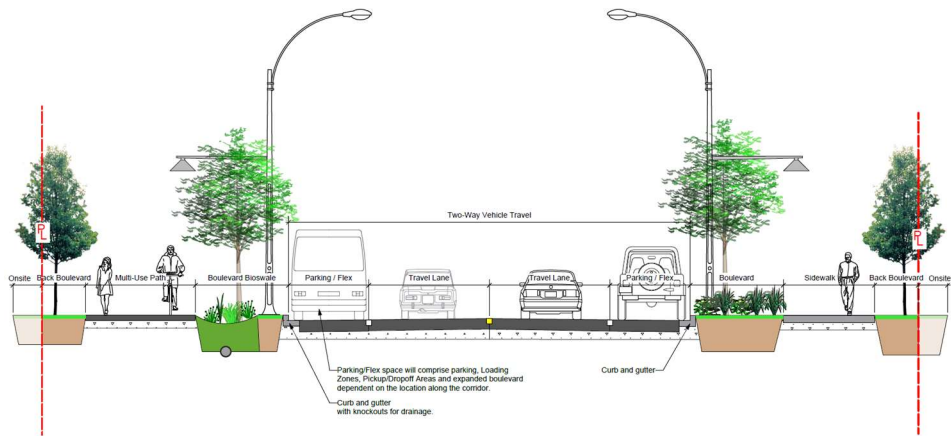 Two-Way Vehicle Travel
PL
PL
Onsite Back Boulevard Multi-Use Path Boulevard Bioswale Parking / Flex Travel Lane Travel Lane Parking / Flex Boulevard Sidewalk Back Boulevard Onsite
Parking/Flex space will comprise parking, Loading
Zones, Pickup/Dropoff Areas and expanded boulevard
dependent on the location along the corridor.
Curb and gutter
Curb and gutter
with knockouts for drainage.